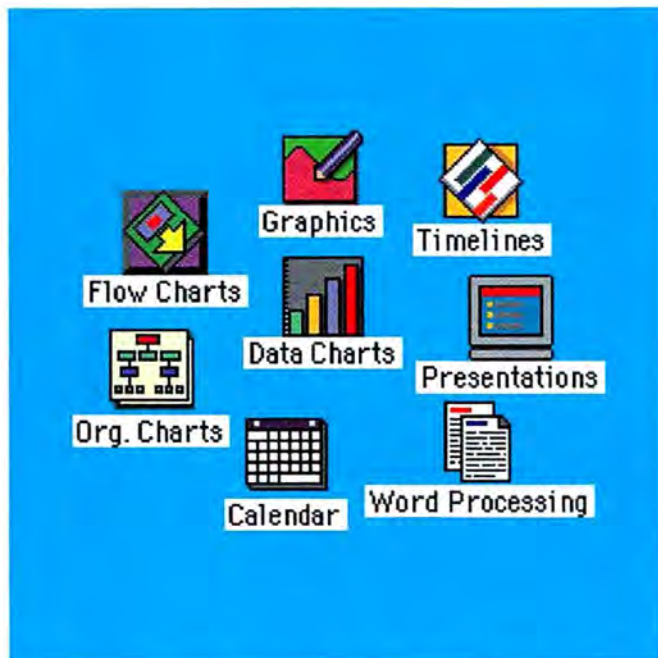 Graphics
Timelines
Flow Charts
Data Charts
Presentations
Org. Charts
Calendar
Word Processing